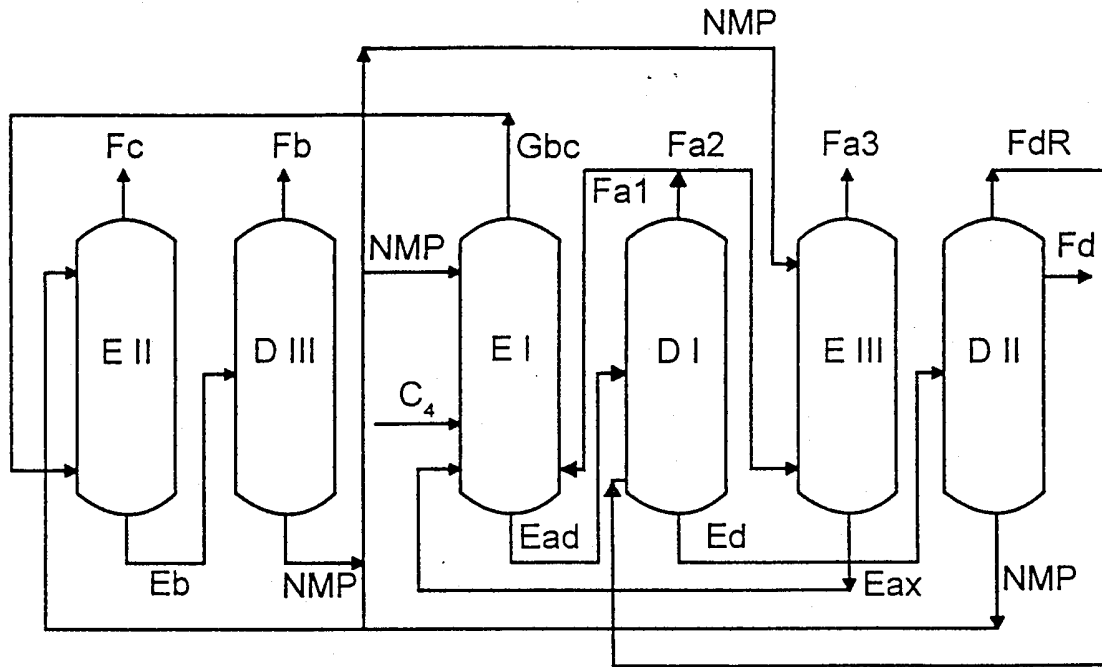 NMP
Fc
Fb
Gbc
Fa2
Fa3
FdR
Fa1
NMP
Fd
E II
D III
E I
D I
E III
D II
C₄
Ead
Ed
Eb
NMP
Eax
NMP